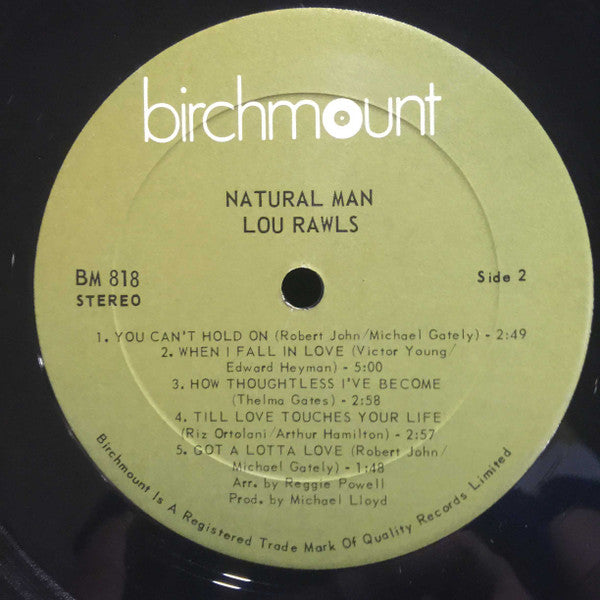 birchmount
NATURAL MAN
LOU RAWLS
BM 818
STEREO
Side 2
1. YOU CAN'T HOLD ON (Robert John/Michael Gately) - 2:49
2. WHEN I FALL IN LOVE (Victor Young/
Edward Heyman) - 5:00
3. HOW THOUGHTLESS I'VE BECOME
(Thelma Gates) - 2:58
4. TILL LOVE TOUCHES YOUR LIFE
(Riz Ortolani/Arthur Hamilton) - 2:57
5. GOT A LOTTA LOVE (Robert John/
Michael Gately) - 1:48
Arr. by Reggie Powell
Prod. by Michael Lloyd
Birchmount Is A Registered Trade Mark Of Quality Records Limited